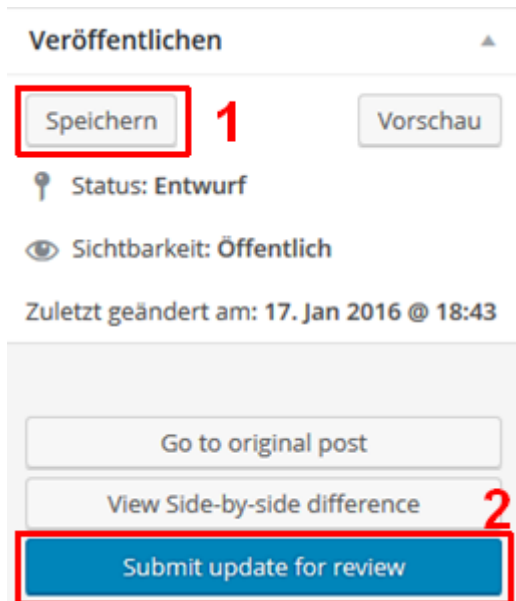 Veröffentlichen
Speichern 1 Vorschau
Status: Entwurf
Sichtbarkeit: Öffentlich
Zuletzt geändert am: 17. Jan 2016 @ 18:43
Go to original post
View Side-by-side difference
2
Submit update for review